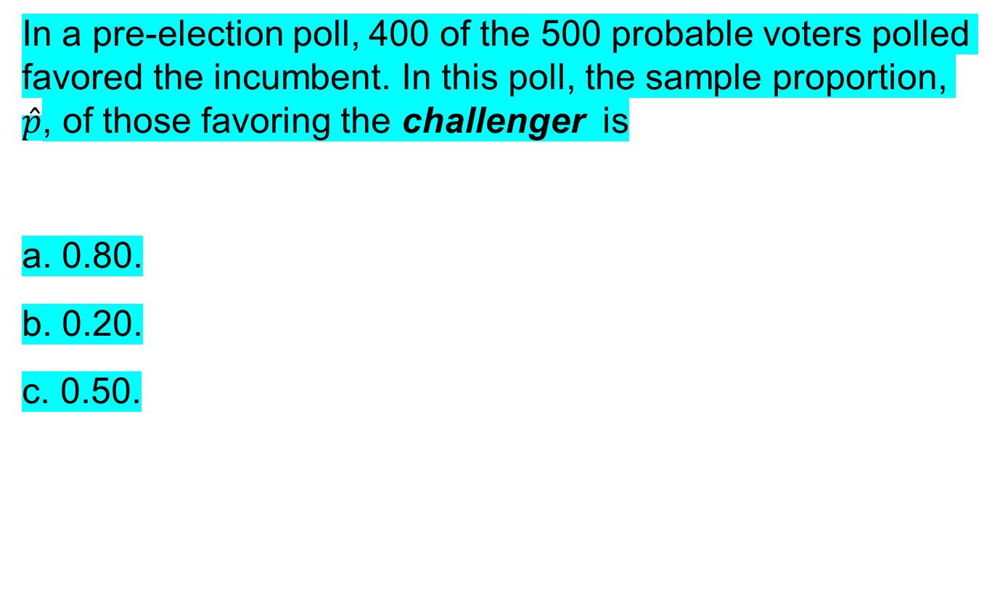 In a pre-election poll, 400 of the 500 probable voters polled
favored the incumbent. In this poll, the sample proportion,
p̂, of those favoring the challenger is
a. 0.80.
b. 0.20.
c. 0.50.